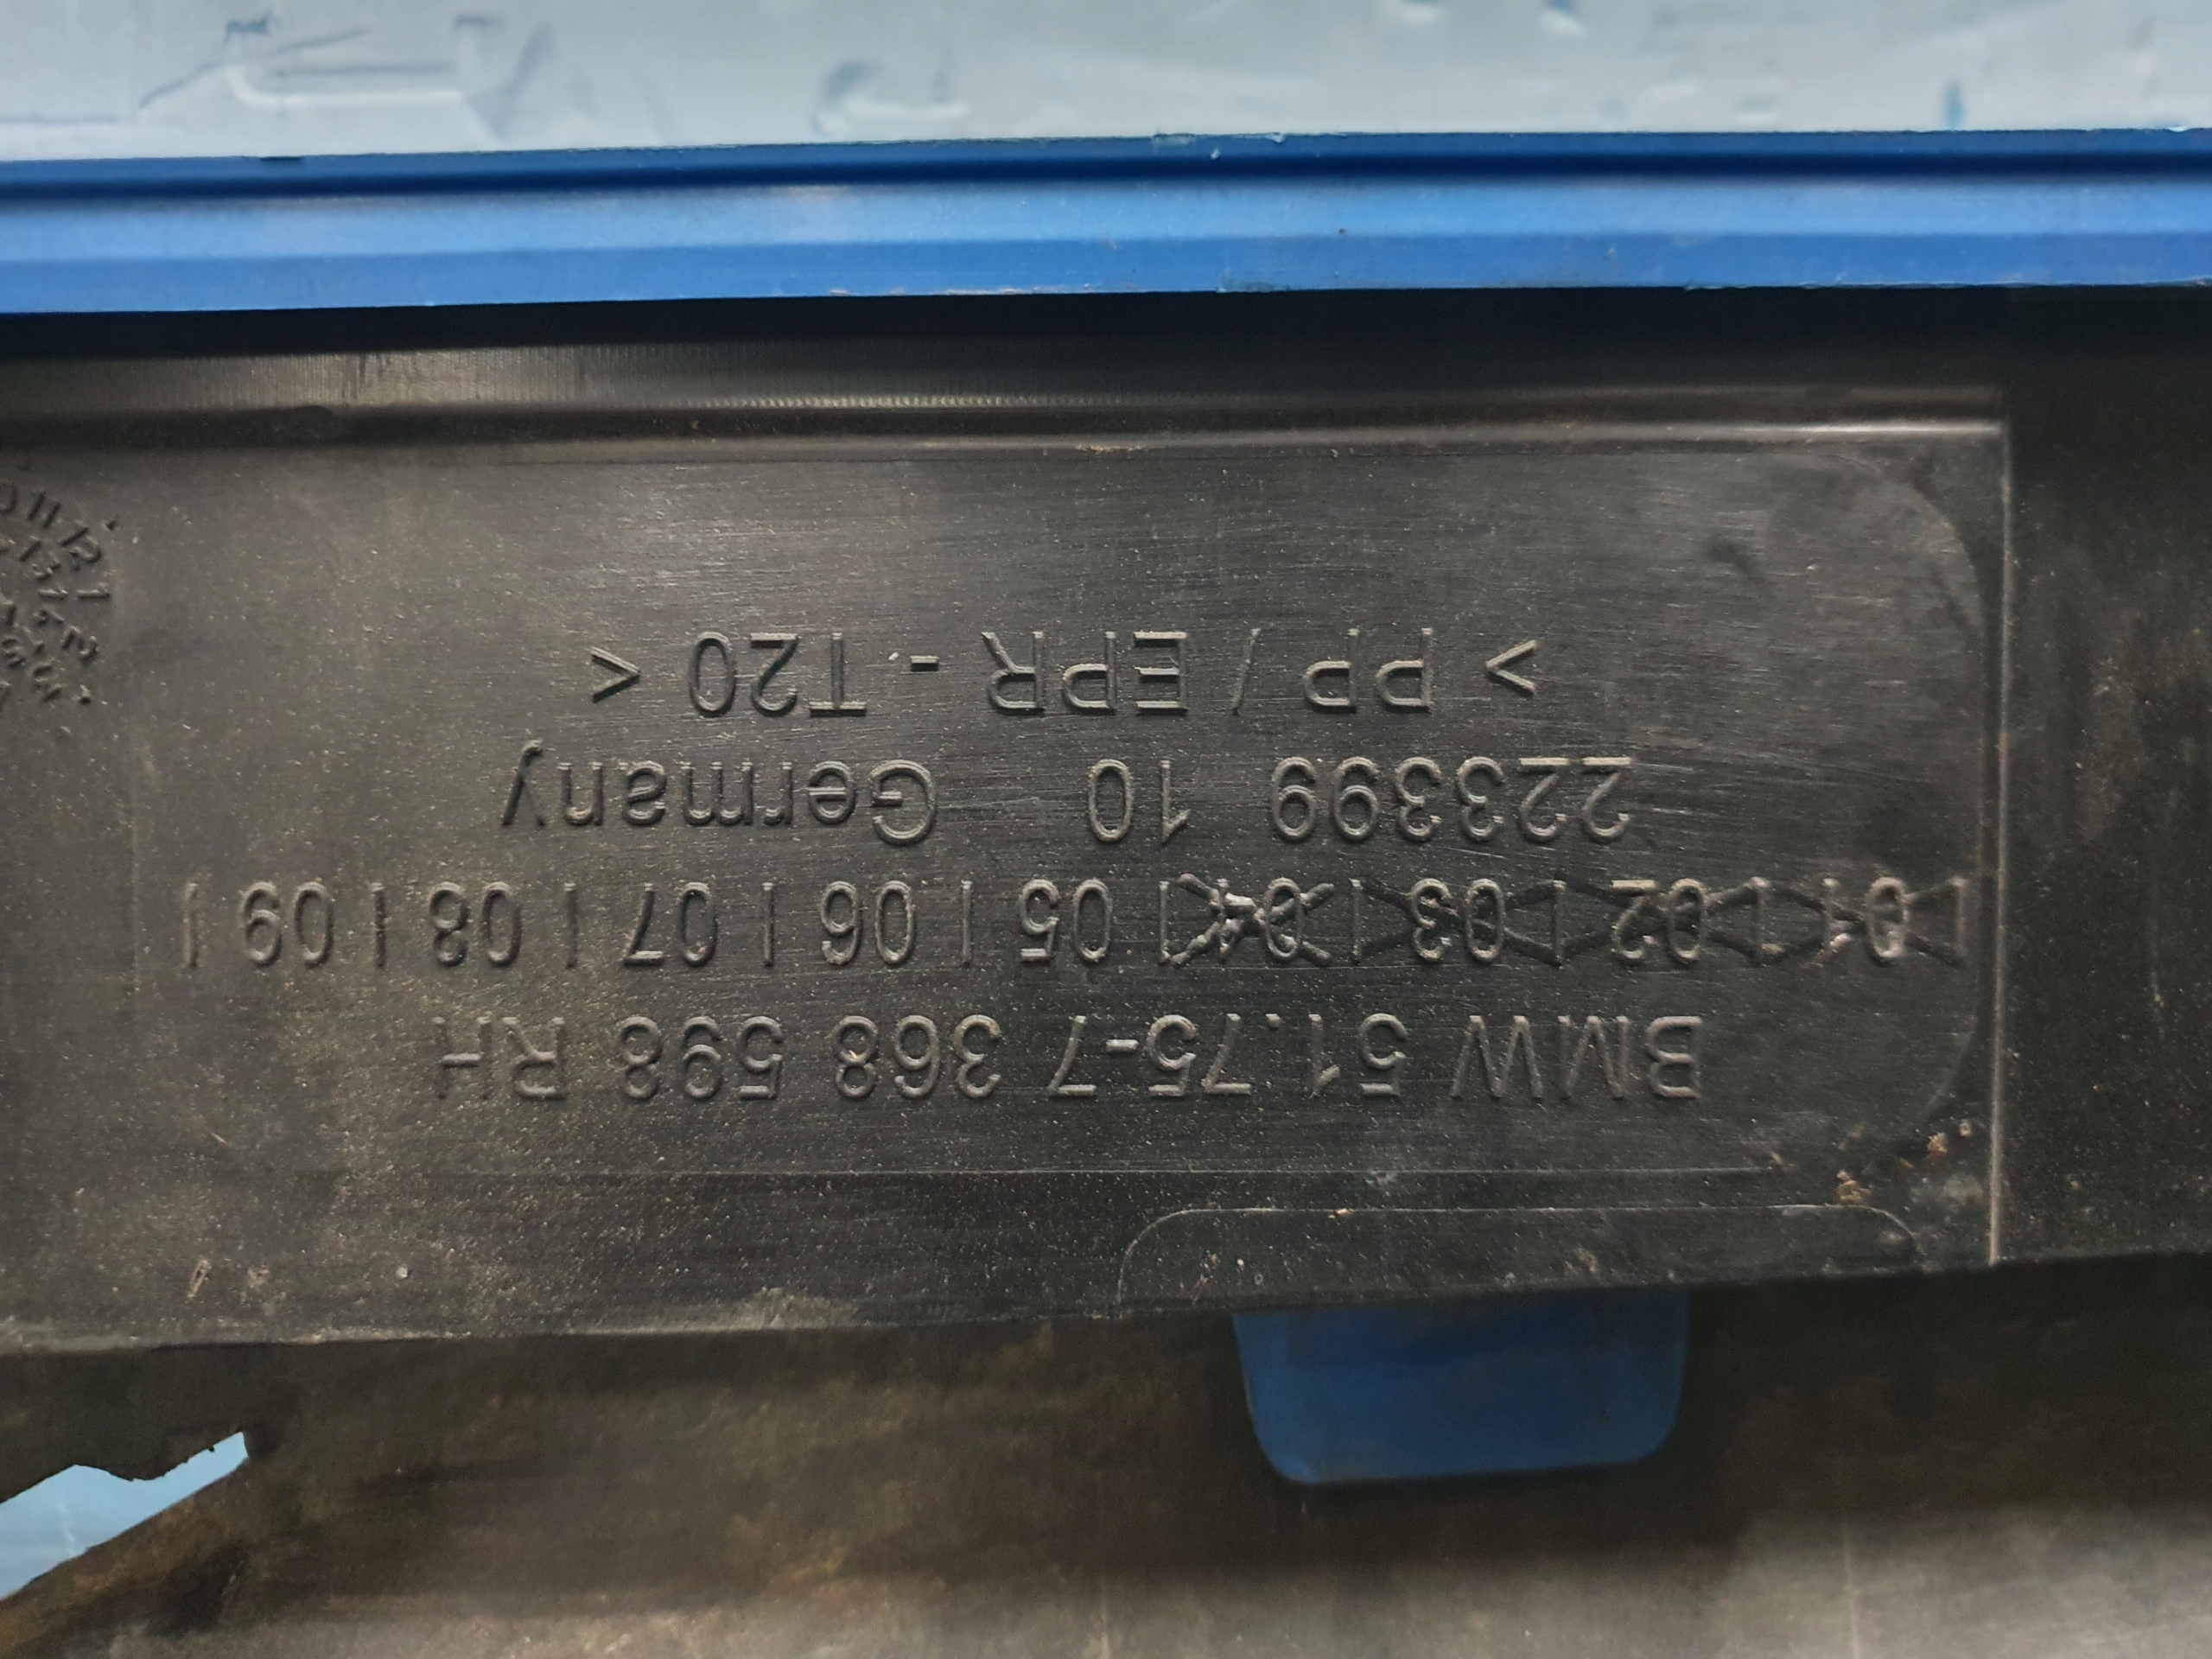 BMW 51.75-7 368 598 RH
| 01 | | 02 | 03 | 04 | 05 | 06 | 07 | 08 | 09 |
223399 10 Germany
> PP / EPR - T20 <